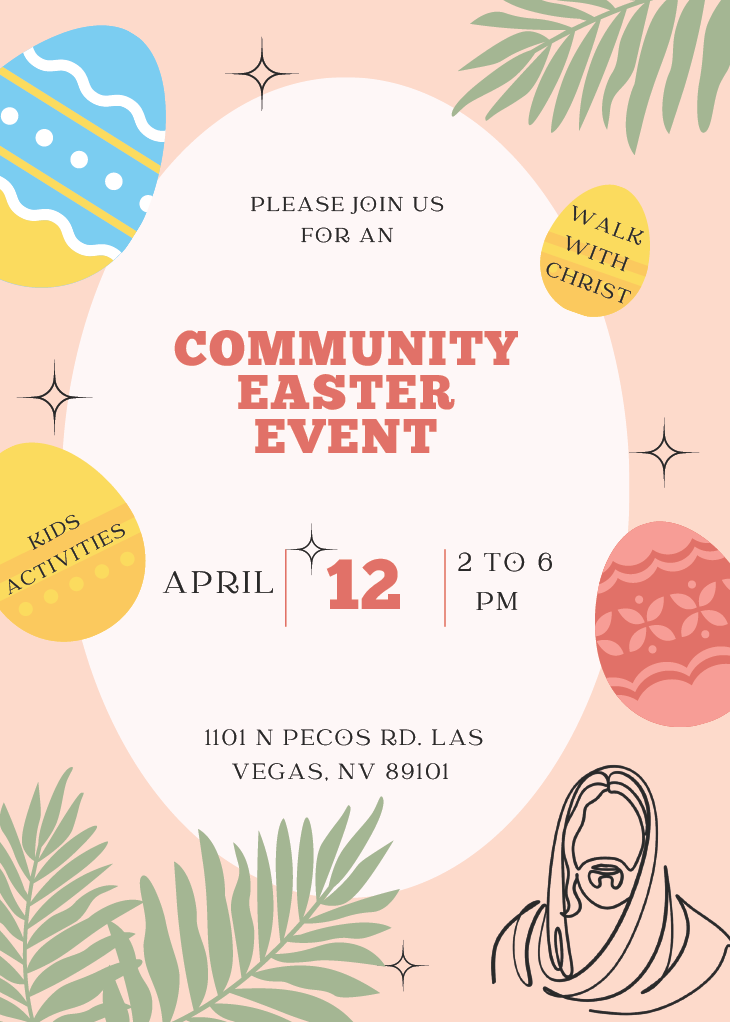 PLEASE JOIN US
FOR AN
WALK
WITH
CHRIST
COMMUNITY
EASTER
EVENT
KIDS
ACTIVITIES
APRIL
12
2 TO 6
PM
1101 N PECOS RD. LAS
VEGAS, NV 89101